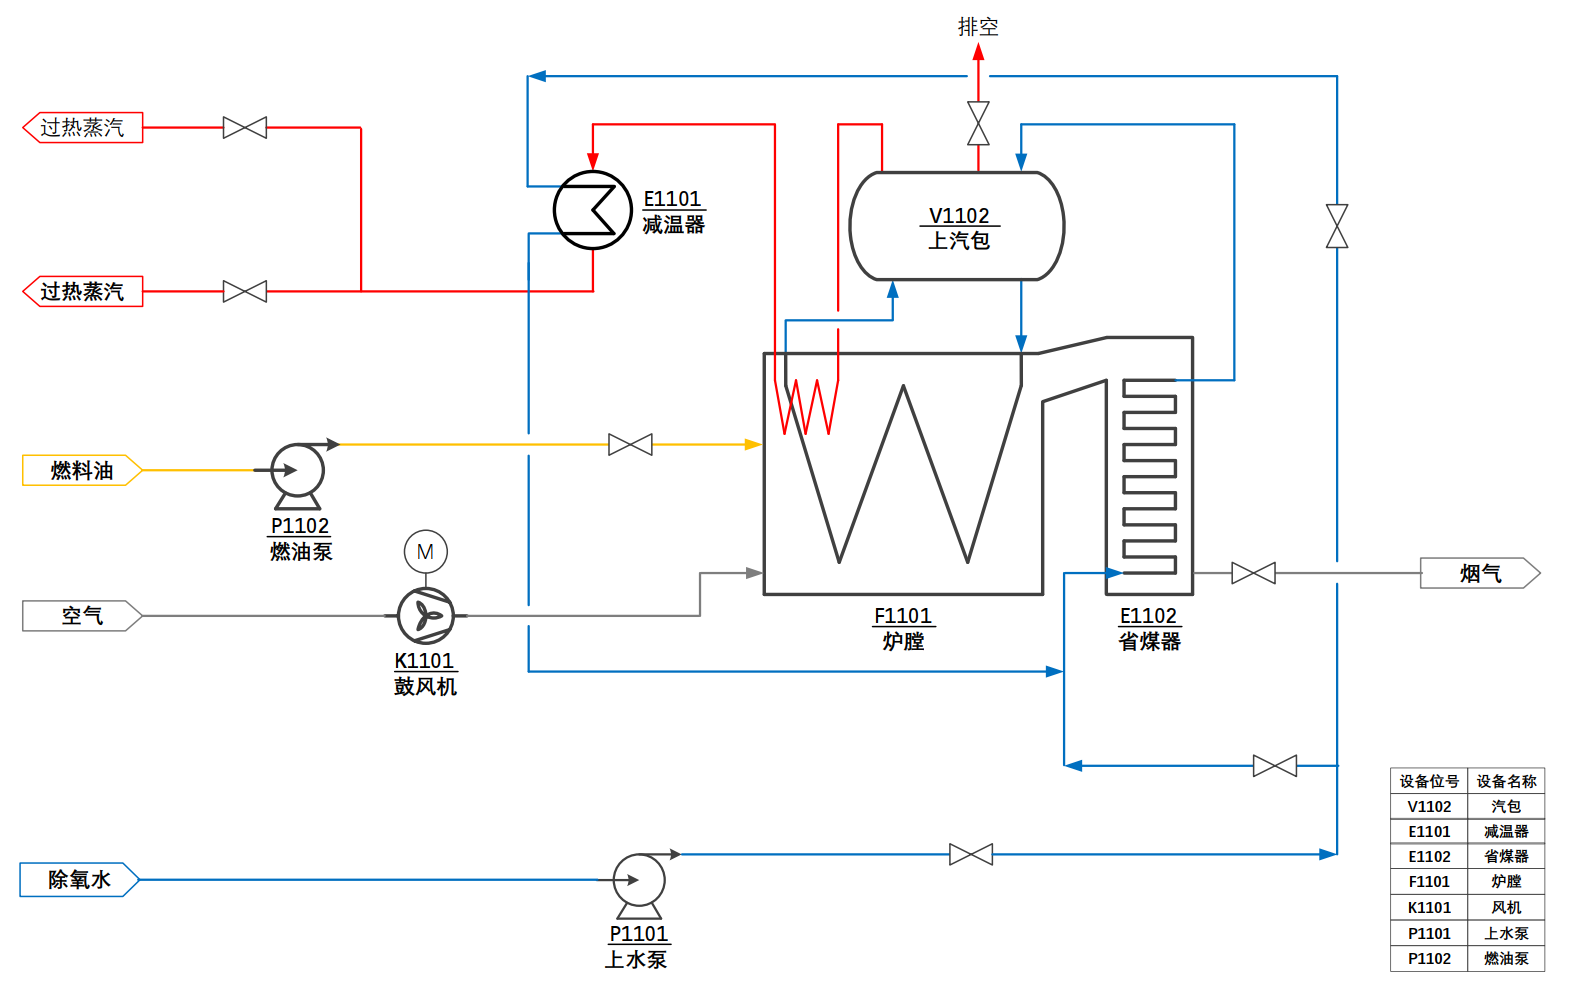 排空
过热蒸汽
E1101
减温器
V1102
上汽包
过热蒸汽
燃料油
P1102
燃油泵
M
空气
K1101
鼓风机
F1101
炉膛
E1102
省煤器
烟气
除氧水
P1101
上水泵
设备位号 设备名称
V1102 汽包
E1101 减温器
E1102 省煤器
F1101 炉膛
K1101 风机
P1101 上水泵
P1102 燃油泵